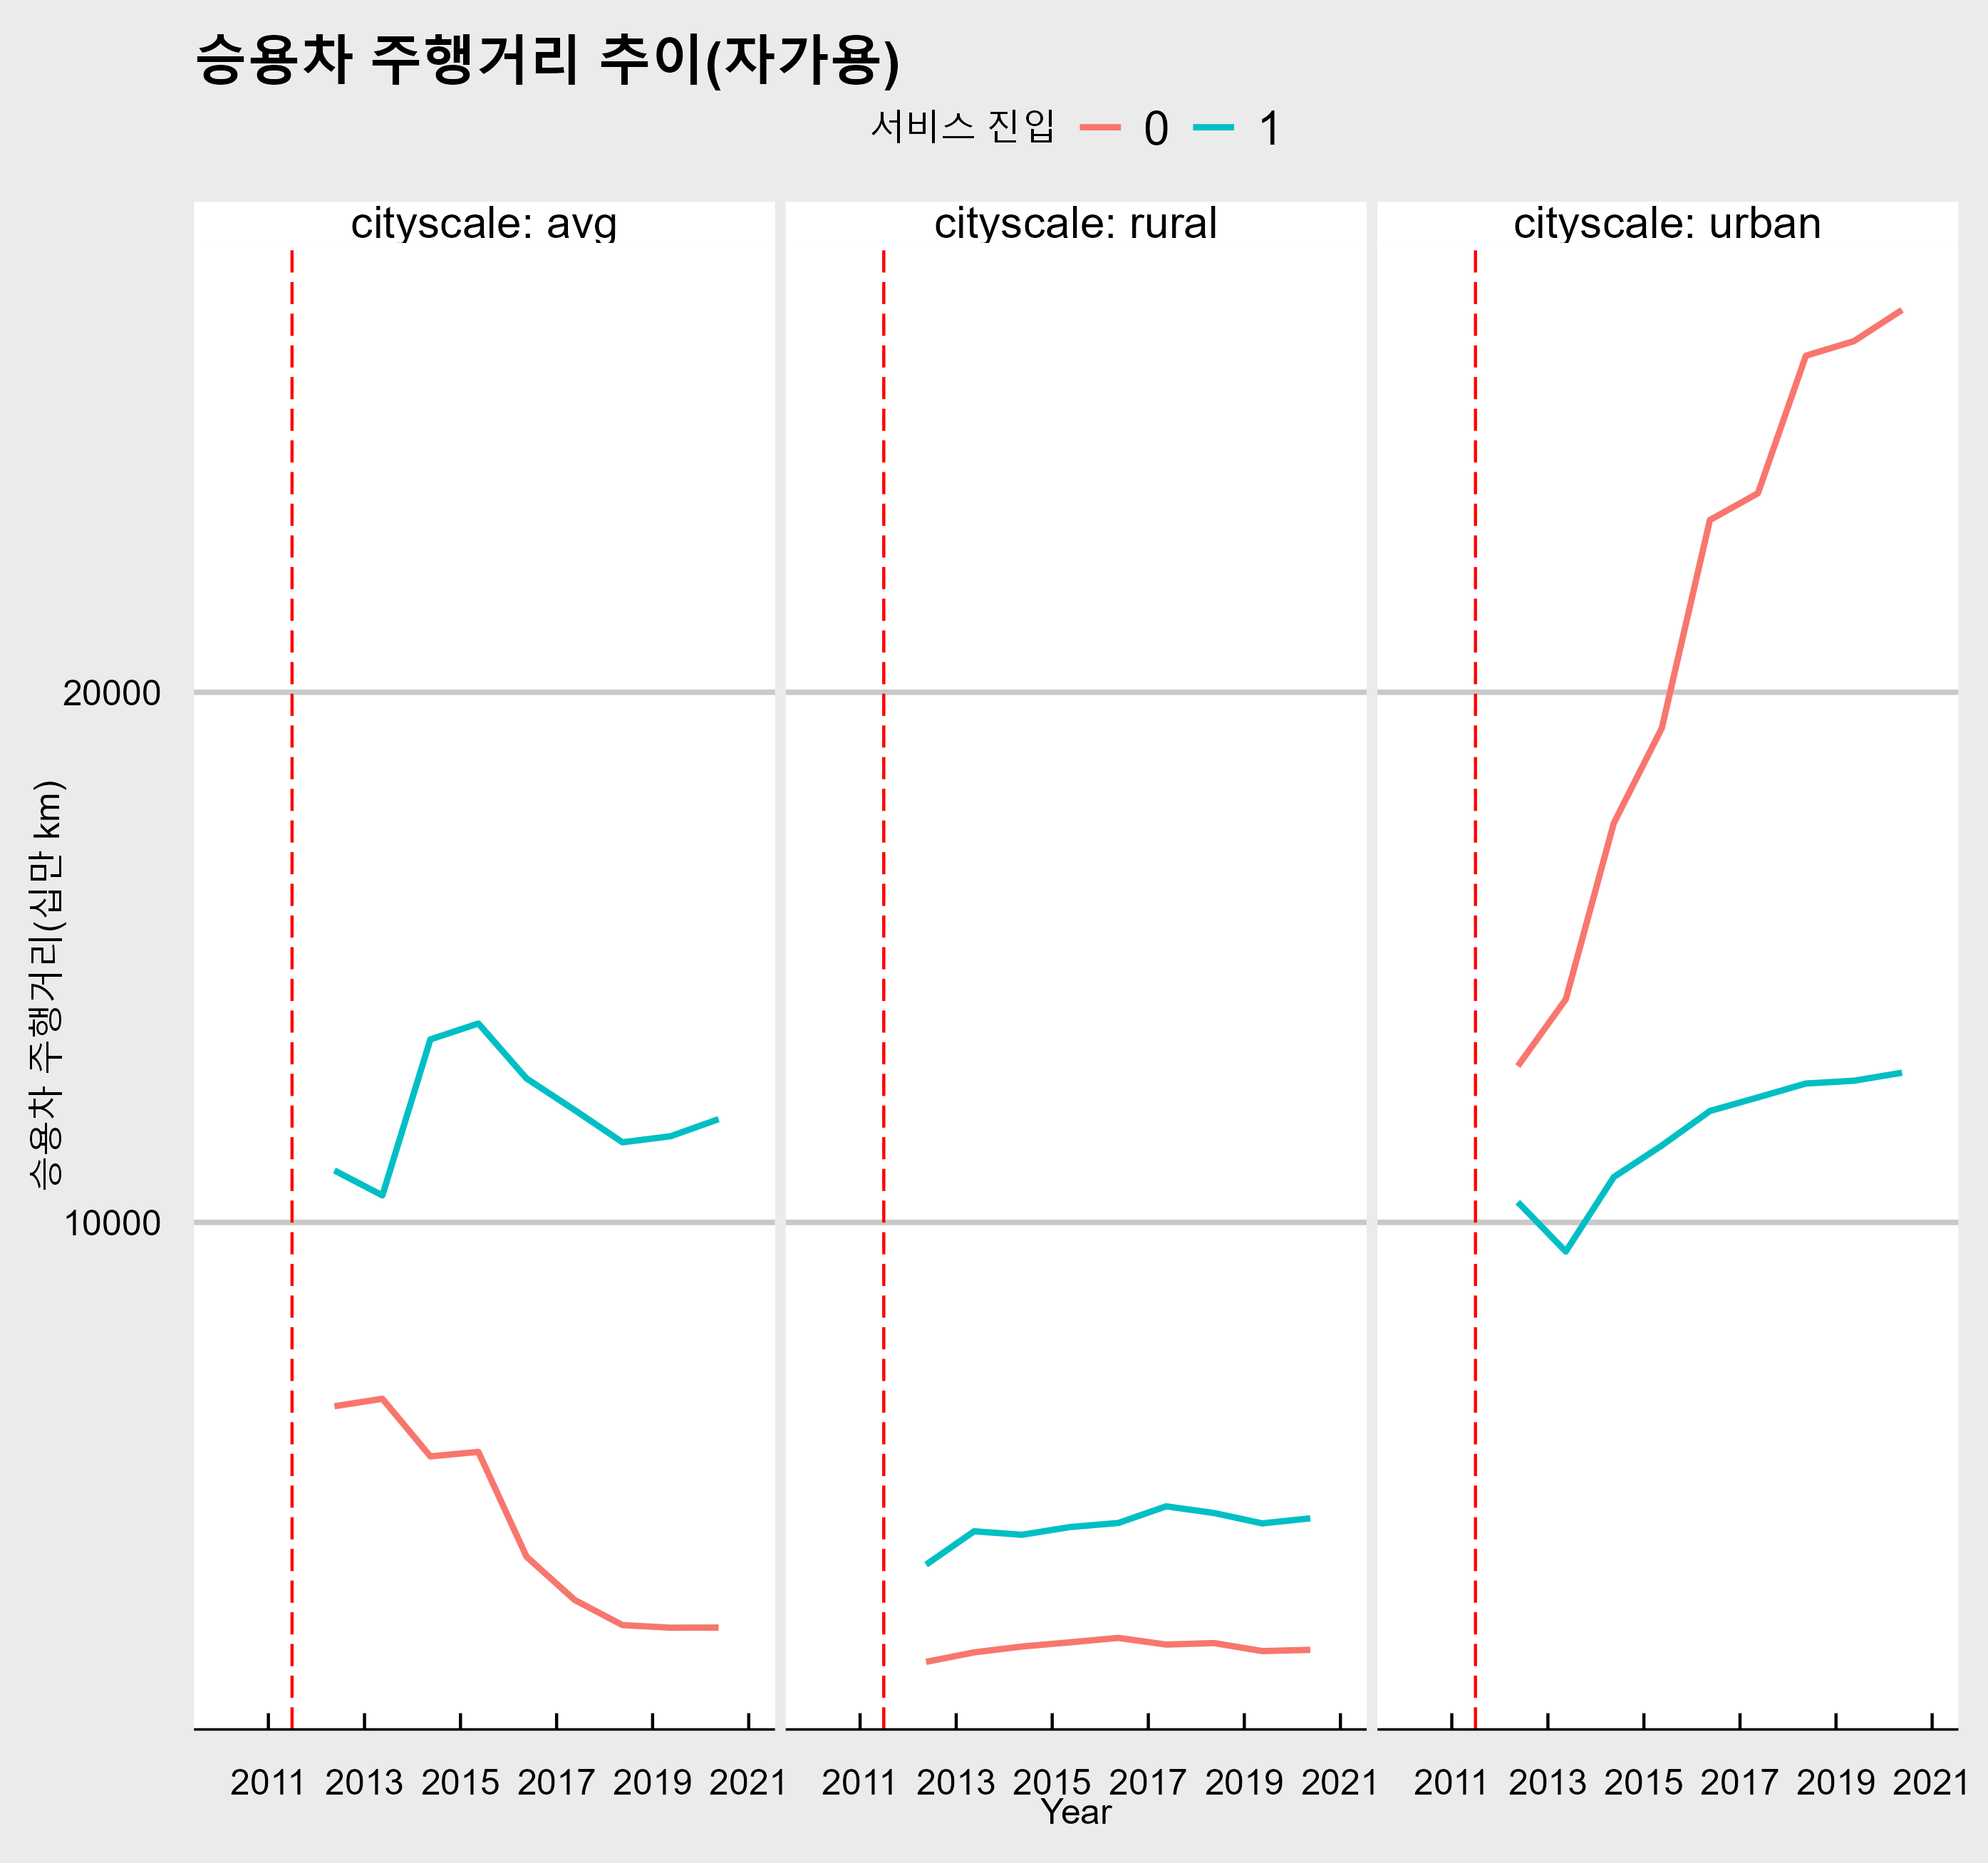 승용차 주행거리 추이(자가용)
서비스 진입 0 1
cityscale: avg cityscale: rural cityscale: urban
20000
10000
승용차 주행거리(십만 km)
2011 2013 2015 2017 2019 2021 2011 2013 2015 2017 2019 2021 2011 2013 2015 2017 2019 2021
Year